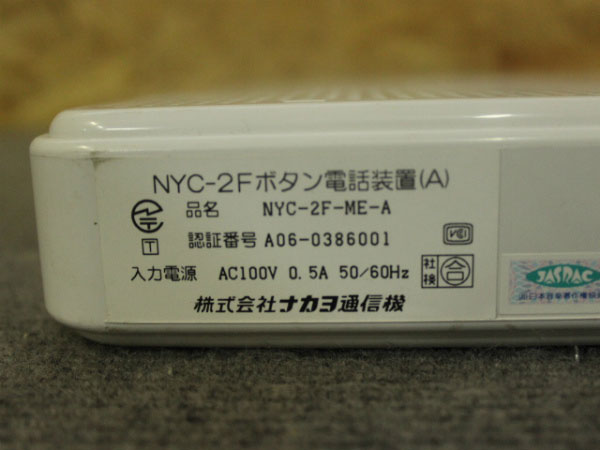 NYC-2Fボタン電話装置(A)
品名 NYC-2F-ME-A
T 認証番号 A06-0386001 VCI
入力電源 AC100V 0.5A 50/60Hz 社検 合
株式会社ナカヨ通信機
JASRAC